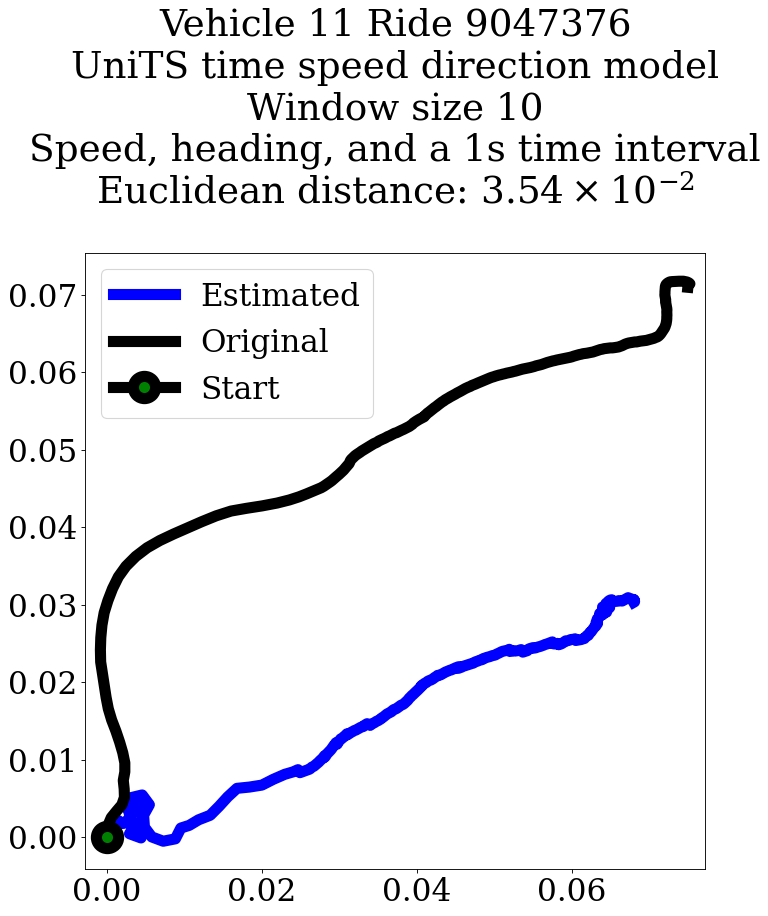 Vehicle 11 Ride 9047376
UniTS time speed direction model
Window size 10
Speed, heading, and a 1s time interval
Euclidean distance: 3.54 × 10⁻²
Estimated
Original
Start
0.07
0.06
0.05
0.04
0.03
0.02
0.01
0.00
0.00 0.02 0.04 0.06